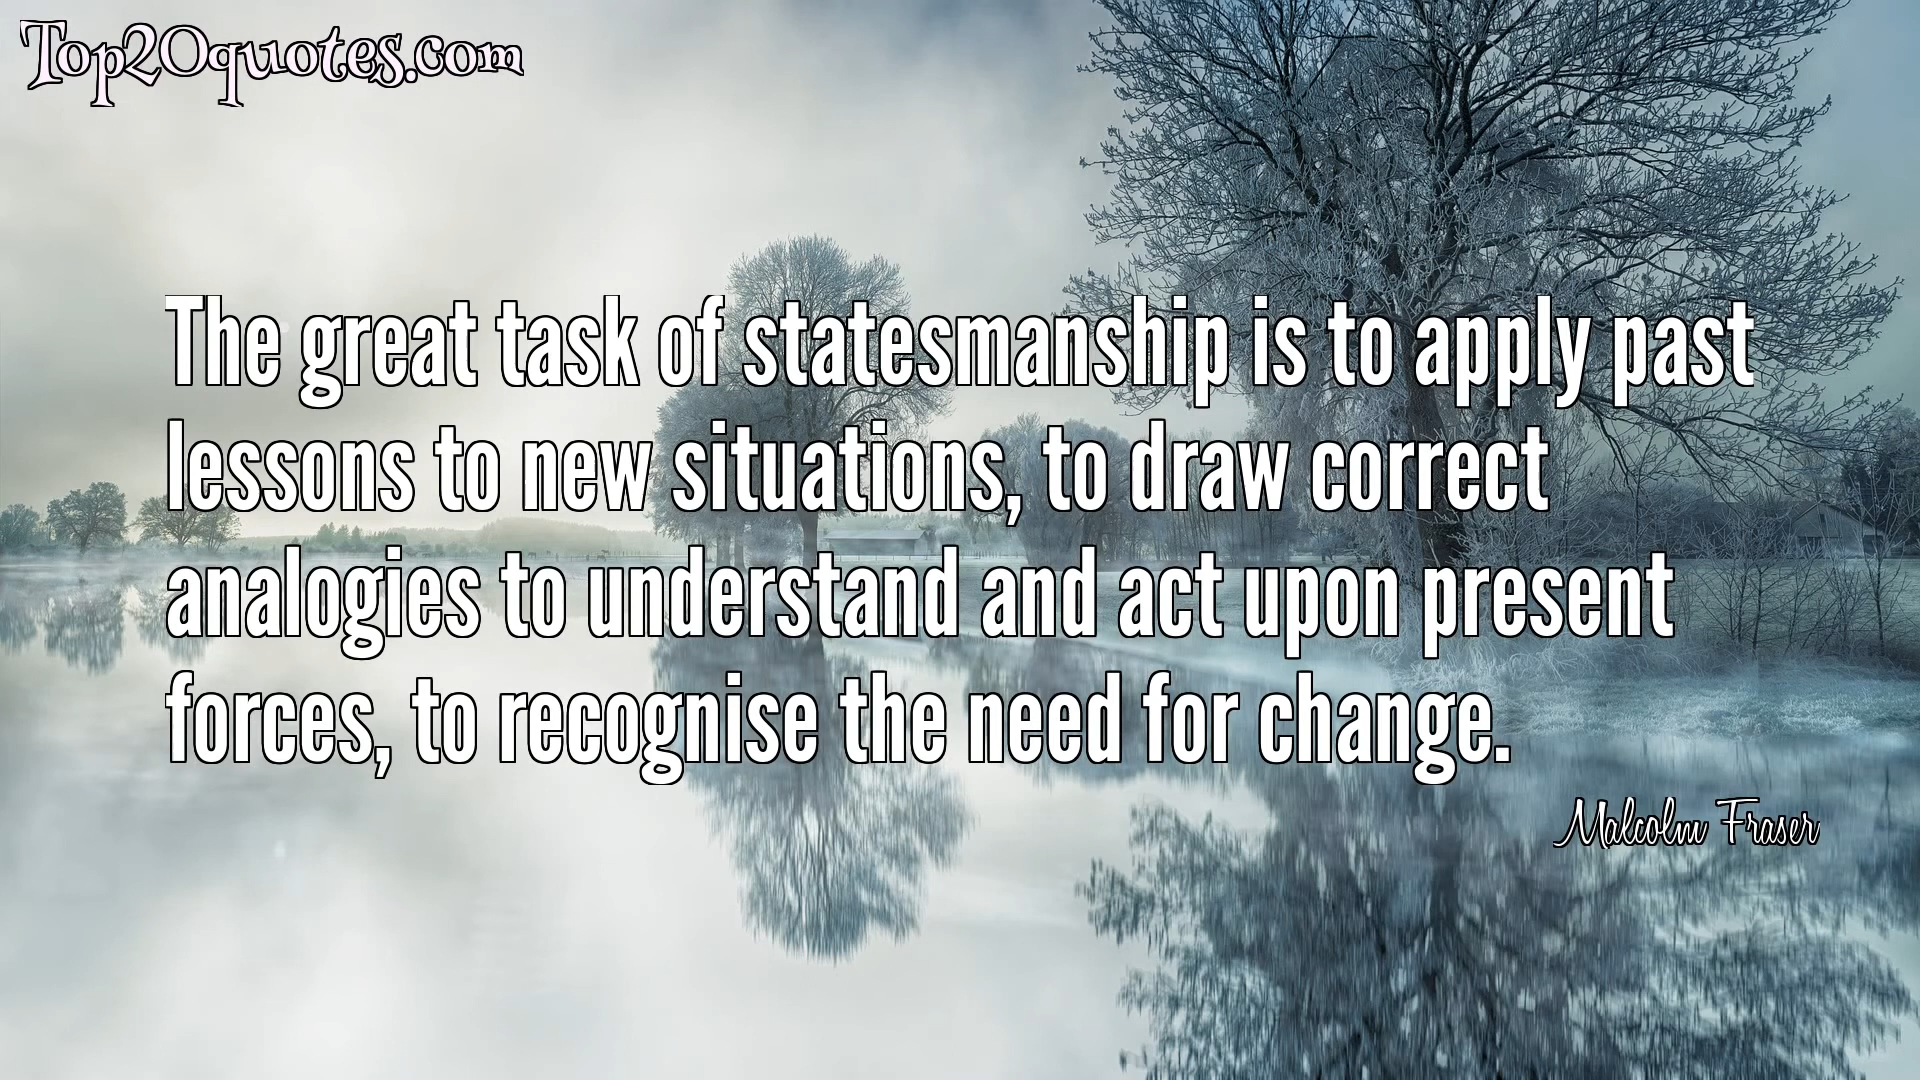 Top20quotes.com
The great task of statesmanship is to apply past
lessons to new situations, to draw correct
analogies to understand and act upon present
forces, to recognise the need for change.
Malcolm Fraser